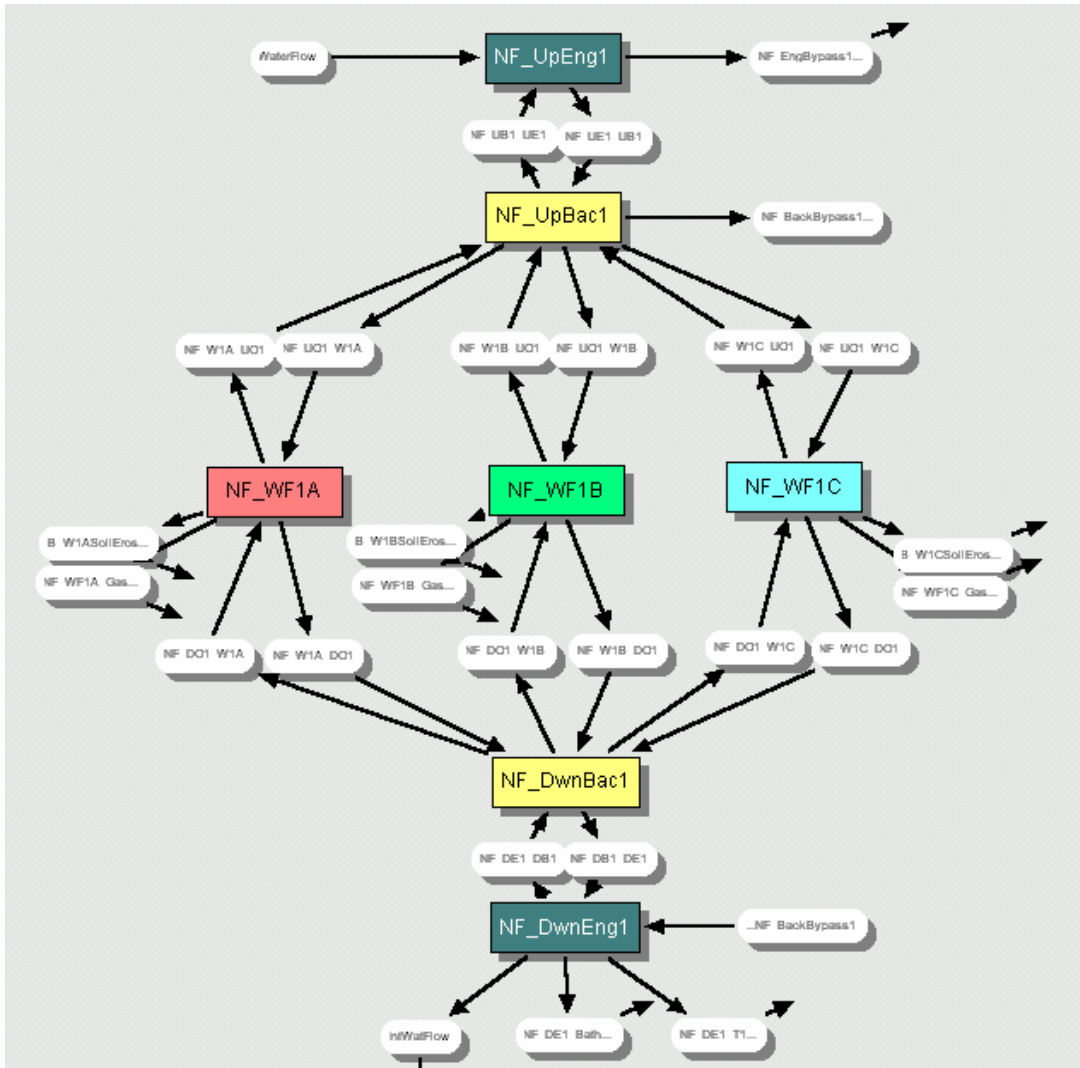 WaterFlow
NF_UpEng1
NF EngBypass1...
NF UB1 UE1
NF UE1 UB1
NF_UpBac1
NF BackBypass1...
NF W1A UO1
NF UO1 W1A
NF W1B UO1
NF UO1 W1B
NF W1C UO1
NF UO1 W1C
NF_WF1A
NF_WF1B
NF_WF1C
B W1ASoilEros...
B W1BSoilEros...
B W1CSoilEros...
NF WF1A Gas...
NF WF1B Gas...
NF WF1C Gas...
NF DO1 W1A
NF W1A DO1
NF DO1 W1B
NF W1B DO1
NF DO1 W1C
NF W1C DO1
NF_DwnBac1
NF DE1 DB1
NF DB1 DE1
NF_DwnEng1
...NF BackBypass1
IntWatFlow
NF DE1 Bath...
NF DE1 T1...